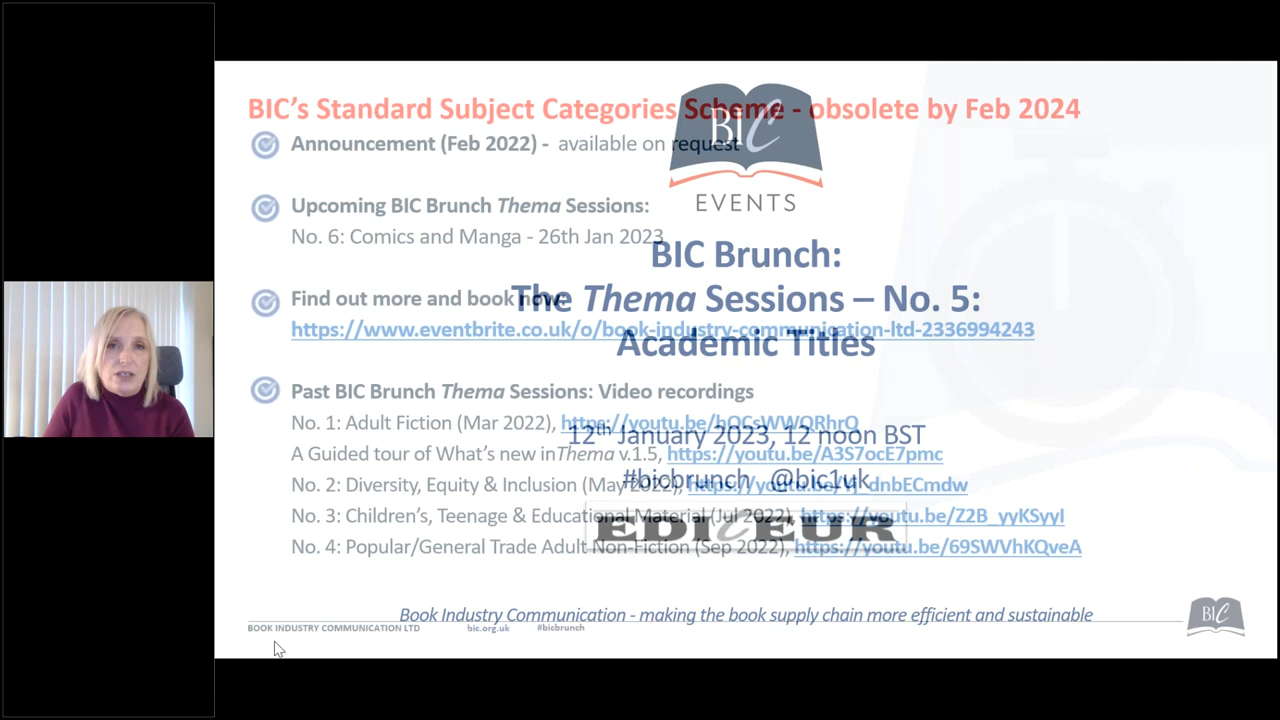 BIC's Standard Subject Categories Scheme - obsolete by Feb 2024
Announcement (Feb 2022) - available on request
Upcoming BIC Brunch Thema Sessions:
No. 6: Comics and Manga - 26th Jan 2023
Find out more and book now:
https://www.eventbrite.co.uk/o/book-industry-communication-ltd-2336994243
Past BIC Brunch Thema Sessions: Video recordings
No. 1: Adult Fiction (Mar 2022), https://youtu.be/
A Guided tour of What's new in Thema v.1.5, https://youtu.be/A3S7ocE7pmc
No. 2: Diversity, Equity & Inclusion (May 2022),
No. 3: Children's, Teenage & Educational Material (Jul 2022), https://youtu.be/Z2B_yyKSyyI
No. 4: Popular/General Trade Adult Non-Fiction (Sep 2022), https://youtu.be/69SWVhKQveA
BIC
EVENTS
BIC Brunch:
The Thema Sessions – No. 5:
Academic Titles
12th January 2023, 12 noon BST
#bicbrunch @bic1uk
EDItEUR
Book Industry Communication - making the book supply chain more efficient and sustainable
BOOK INDUSTRY COMMUNICATION LTD bic.org.uk #bicbrunch
BIC